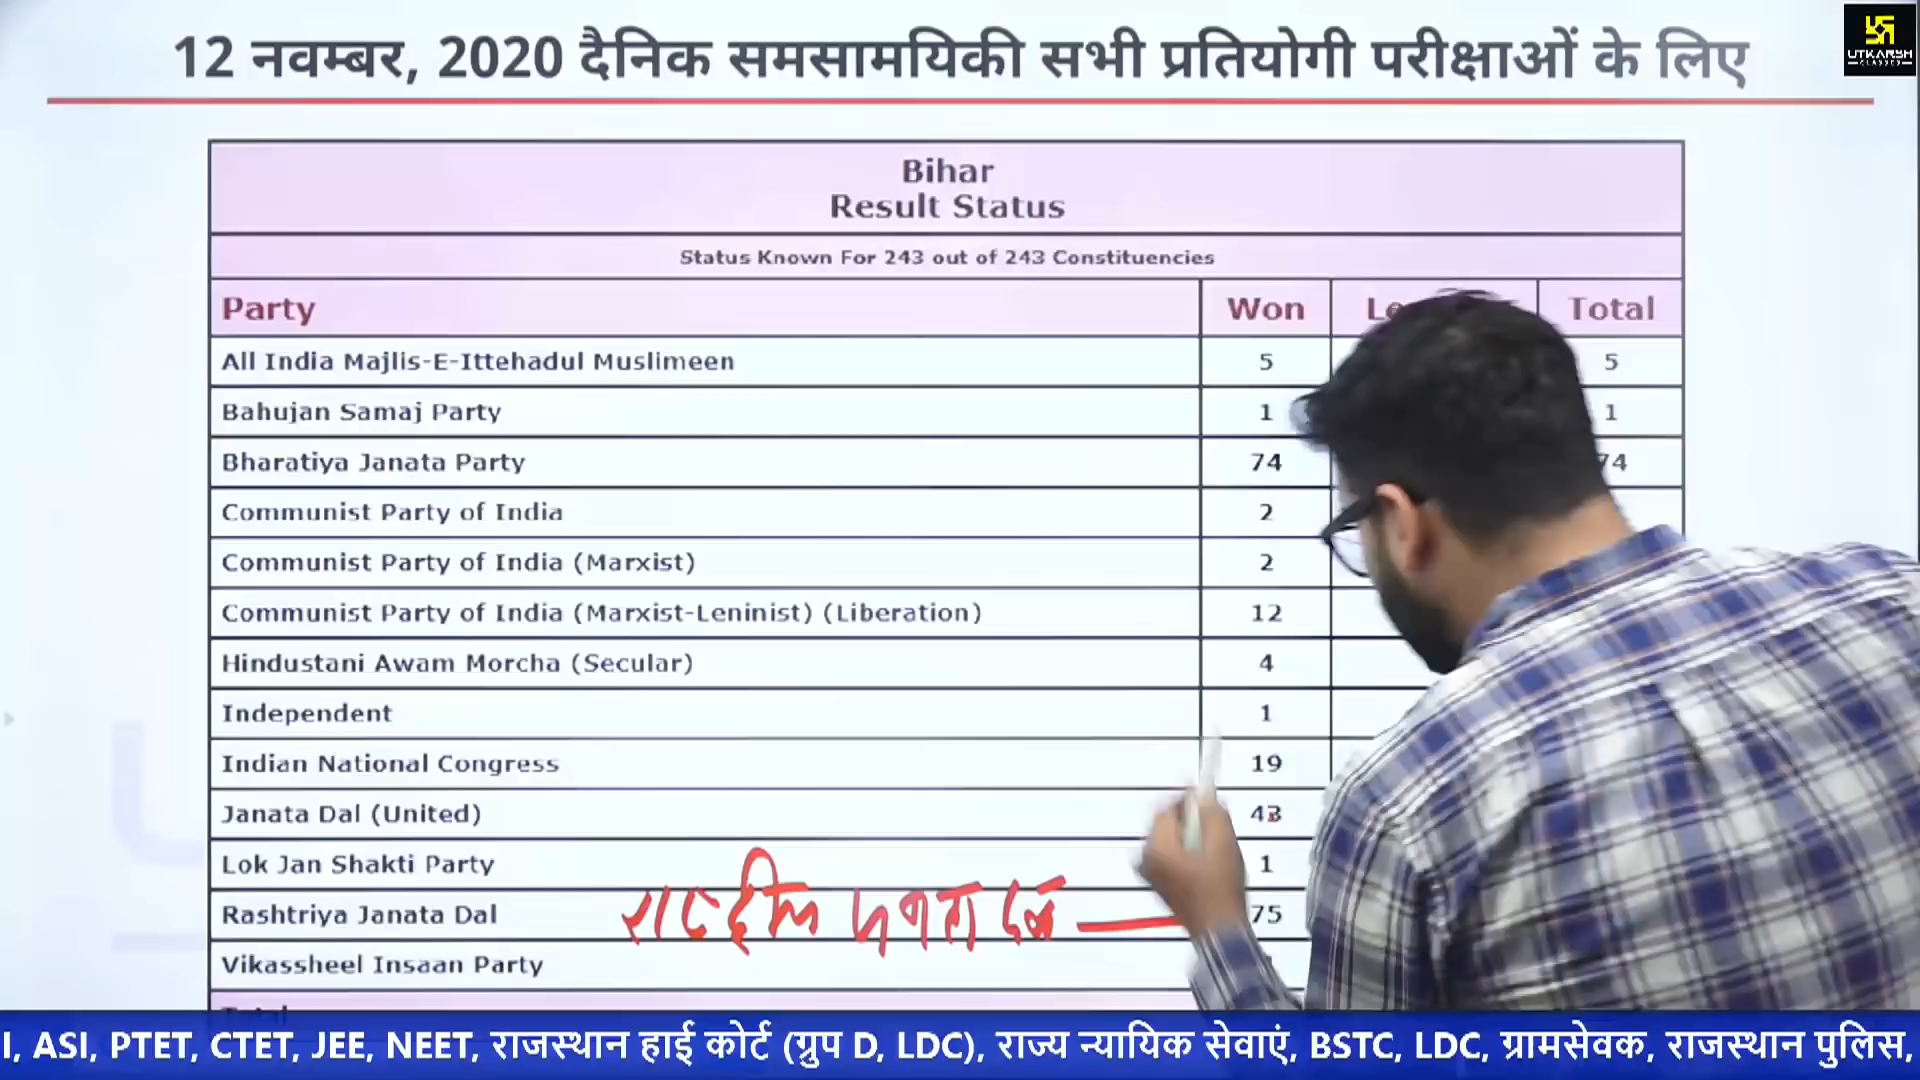 12 नवम्बर, 2020 दैनिक समसामयिकी सभी प्रतियोगी परीक्षाओं के लिए
UTKARSH
CLASSES
Bihar
Result Status
Status Known For 243 out of 243 Constituencies
Party Won Total
All India Majlis-E-Ittehadul Muslimeen 5 5
Bahujan Samaj Party 1 1
Bharatiya Janata Party 74 74
Communist Party of India 2
Communist Party of India (Marxist) 2
Communist Party of India (Marxist-Leninist) (Liberation) 12
Hindustani Awam Morcha (Secular) 4
Independent 1
Indian National Congress 19
Janata Dal (United) 43
Lok Jan Shakti Party 1
Rashtriya Janata Dal जनता दल 75
Vikassheel Insaan Party
I, ASI, PTET, CTET, JEE, NEET, राजस्थान हाई कोर्ट (ग्रुप D, LDC), राज्य न्यायिक सेवाएं, BSTC, LDC, ग्रामसेवक, राजस्थान पुलिस,